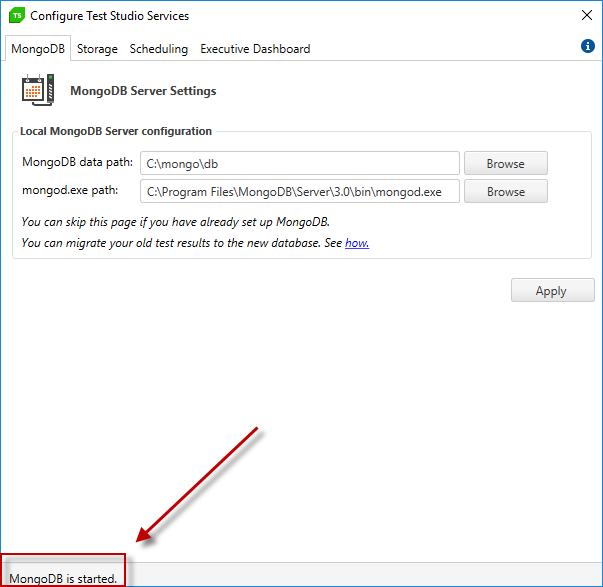 TS Configure Test Studio Services
MongoDB Storage Scheduling Executive Dashboard i
MongoDB Server Settings
Local MongoDB Server configuration
MongoDB data path: C:\mongo\db Browse
mongod.exe path: C:\Program Files\MongoDB\Server\3.0\bin\mongod.exe Browse
You can skip this page if you have already set up MongoDB.
You can migrate your old test results to the new database. See how.
Apply
MongoDB is started.